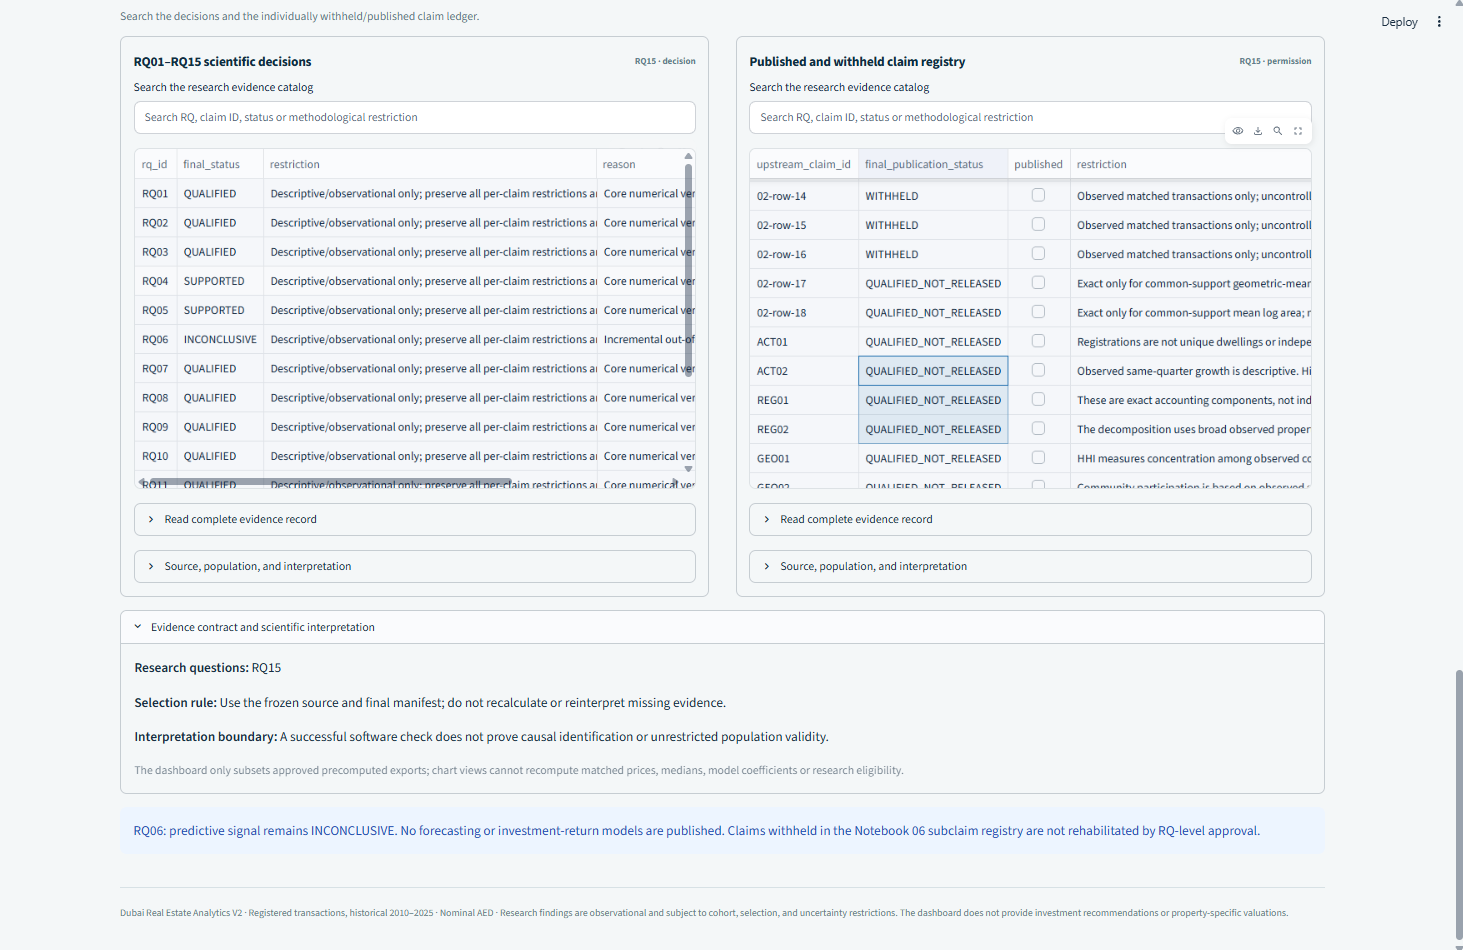 Search the decisions and the individually withheld/published claim ledger.
Deploy
RQ01–RQ15 scientific decisions
RQ15 · decision
Search the research evidence catalog
Search RQ, claim ID, status or methodological restriction
rq_id final_status restriction reason
RQ01 QUALIFIED Descriptive/observational only; preserve all per-claim restrictions Core numerical
RQ02 QUALIFIED Descriptive/observational only; preserve all per-claim restrictions Core numerical
RQ03 QUALIFIED Descriptive/observational only; preserve all per-claim restrictions Core numerical
RQ04 SUPPORTED Descriptive/observational only; preserve all per-claim restrictions Core numerical
RQ05 SUPPORTED Descriptive/observational only; preserve all per-claim restrictions Core numerical
RQ06 INCONCLUSIVE Descriptive/observational only; preserve all per-claim restrictions Incremental out-of
RQ07 QUALIFIED Descriptive/observational only; preserve all per-claim restrictions Core numerical
RQ08 QUALIFIED Descriptive/observational only; preserve all per-claim restrictions Core numerical
RQ09 QUALIFIED Descriptive/observational only; preserve all per-claim restrictions Core numerical
RQ10 QUALIFIED Descriptive/observational only; preserve all per-claim restrictions Core numerical
RQ11 QUALIFIED Descriptive/observational only; preserve all per-claim restrictions Core numerical
Read complete evidence record
Source, population, and interpretation
Published and withheld claim registry
RQ15 · permission
Search the research evidence catalog
Search RQ, claim ID, status or methodological restriction
upstream_claim_id final_publication_status published restriction
02-row-14 WITHHELD Observed matched transactions only; uncontroll
02-row-15 WITHHELD Observed matched transactions only; uncontroll
02-row-16 WITHHELD Observed matched transactions only; uncontroll
02-row-17 QUALIFIED_NOT_RELEASED Exact only for common-support geometric-mean
02-row-18 QUALIFIED_NOT_RELEASED Exact only for common-support mean log area;
ACT01 QUALIFIED_NOT_RELEASED Registrations are not unique dwellings or indepe
ACT02 QUALIFIED_NOT_RELEASED Observed same-quarter growth is descriptive. Hi
REG01 QUALIFIED_NOT_RELEASED These are exact accounting components, not ind
REG02 QUALIFIED_NOT_RELEASED The decomposition uses broad observed proper
GEO01 QUALIFIED_NOT_RELEASED HHI measures concentration among observed cc
GEO02 QUALIFIED_NOT_RELEASED Community participation is based on observed
Read complete evidence record
Source, population, and interpretation
Evidence contract and scientific interpretation
Research questions: RQ15
Selection rule: Use the frozen source and final manifest; do not recalculate or reinterpret missing evidence.
Interpretation boundary: A successful software check does not prove causal identification or unrestricted population validity.
The dashboard only subsets approved precomputed exports; chart views cannot recompute matched prices, medians, model coefficients or research eligibility.
RQ06: predictive signal remains INCONCLUSIVE. No forecasting or investment-return models are published. Claims withheld in the Notebook 06 subclaim registry are not rehabilitated by RQ-level approval.
Dubai Real Estate Analytics V2 · Registered transactions, historical 2010–2025 · Nominal AED · Research findings are observational and subject to cohort, selection, and uncertainty restrictions. The dashboard does not provide investment recommendations or property-specific valuations.